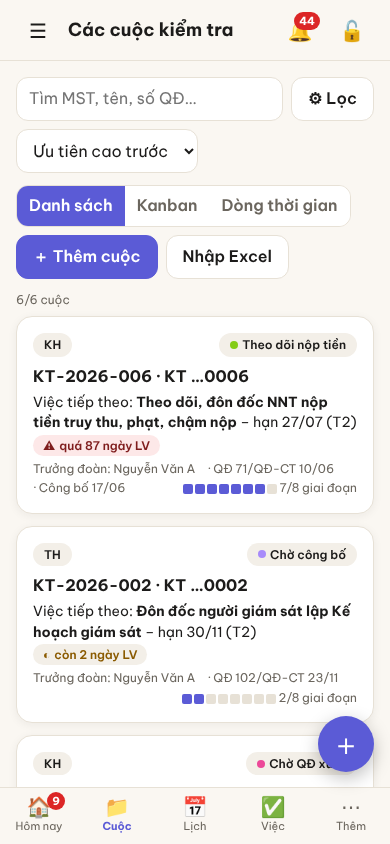 ☰ Các cuộc kiểm tra 44
Tìm MST, tên, số QĐ...
⚙ Lọc
Ưu tiên cao trước
Danh sách Kanban Dòng thời gian
+ Thêm cuộc Nhập Excel
6/6 cuộc
KH Theo dõi nộp tiền
KT-2026-006 · KT ...0006
Việc tiếp theo: Theo dõi, đôn đốc NNT nộp
tiền truy thu, phạt, chậm nộp – hạn 27/07 (T2)
⚠ quá 87 ngày LV
Trưởng đoàn: Nguyễn Văn A · QĐ 71/QĐ-CT 10/06
· Công bố 17/06 7/8 giai đoạn
TH Chờ công bố
KT-2026-002 · KT ...0002
Việc tiếp theo: Đôn đốc người giám sát lập Kế
hoạch giám sát – hạn 30/11 (T2)
còn 2 ngày LV
Trưởng đoàn: Nguyễn Văn A · QĐ 102/QĐ-CT 23/11
2/8 giai đoạn
KH Chờ QĐ
+
9
Hôm nay Cuộc Lịch Việc Thêm